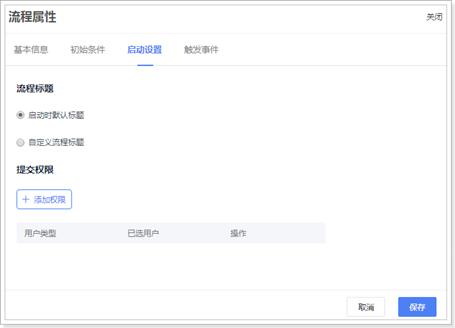 流程属性 关闭
基本信息 初始条件 启动设置 触发事件
流程标题
启动时默认标题
自定义流程标题
提交权限
+ 添加权限
用户类型 已选用户 操作
取消 保存